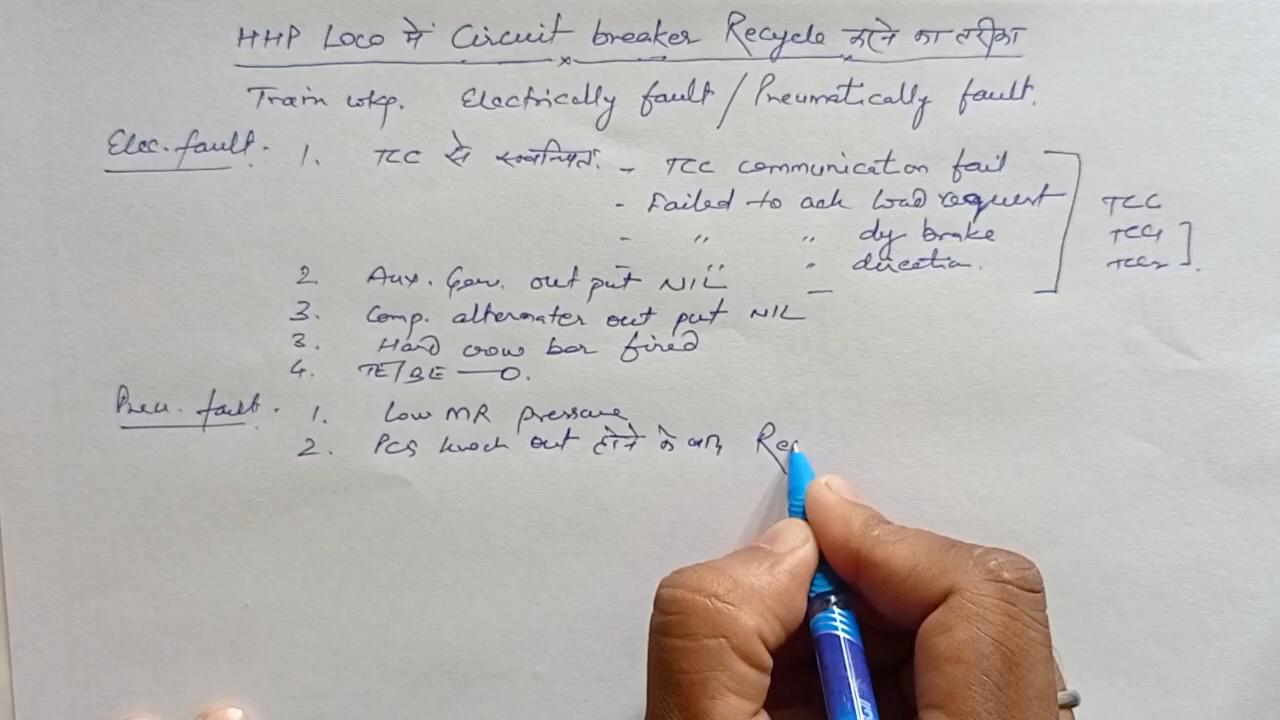 HHP Loco में Circuit breaker Recycle करने का तरीका
Train wkg. Electrically fault / Pneumatically fault.
Elec. fault. 1. TCC से सम्बन्धित. - TCC communication fail
- Failed to ack load request TCC
- " " dy brake TCC1
- " " direction. TCC2
2 Aux. Gen. out put NIL
3. Comp. alternater out put NIL
3. Hard crow bar fired
4. TE/BE — 0.
Pneu. fault. 1. Low MR pressure
2. PCS knock out होने के बाद Rec